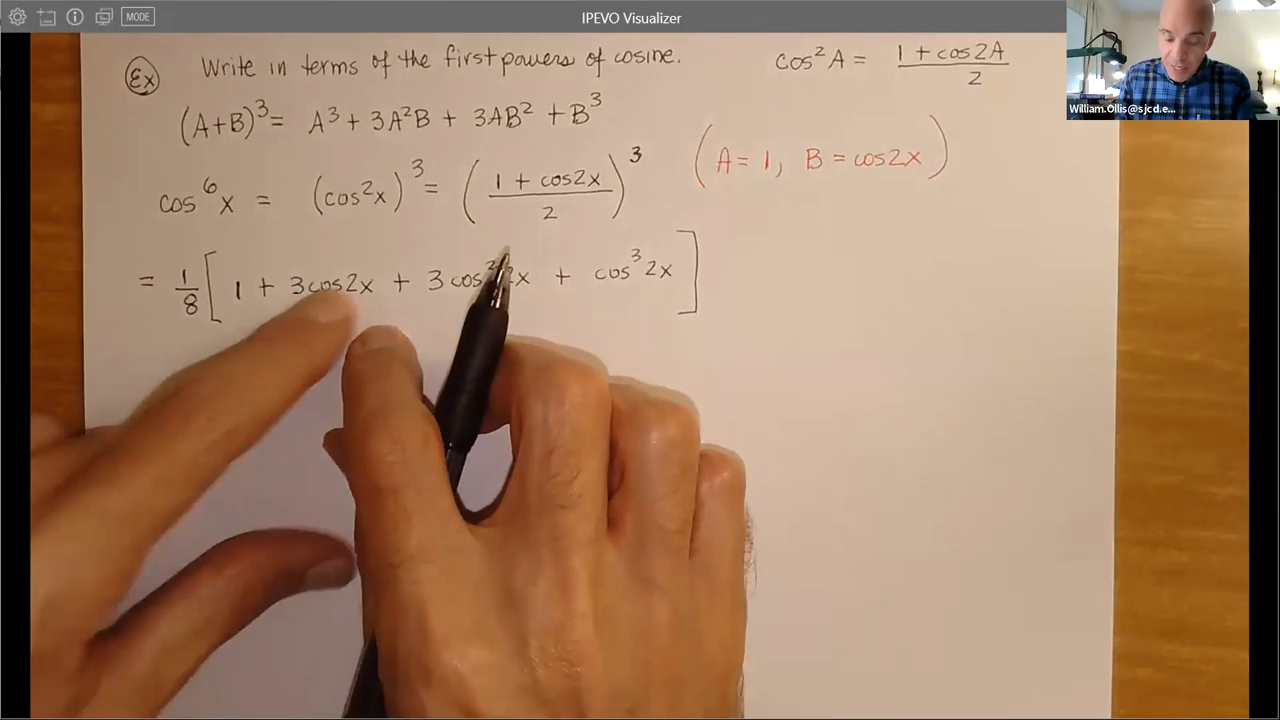 MODE
IPEVO Visualizer
William.Ollis@sjcd.e...
Ex Write in terms of the first powers of cosine.
cos²A = (1 + cos2A)/2
(A+B)³ = A³ + 3A²B + 3AB² + B³
(A = 1, B = cos2x)
cos⁶x = (cos²x)³ = ((1 + cos2x)/2)³
= 1/8 [1 + 3cos2x + 3cos²2x + cos³2x]